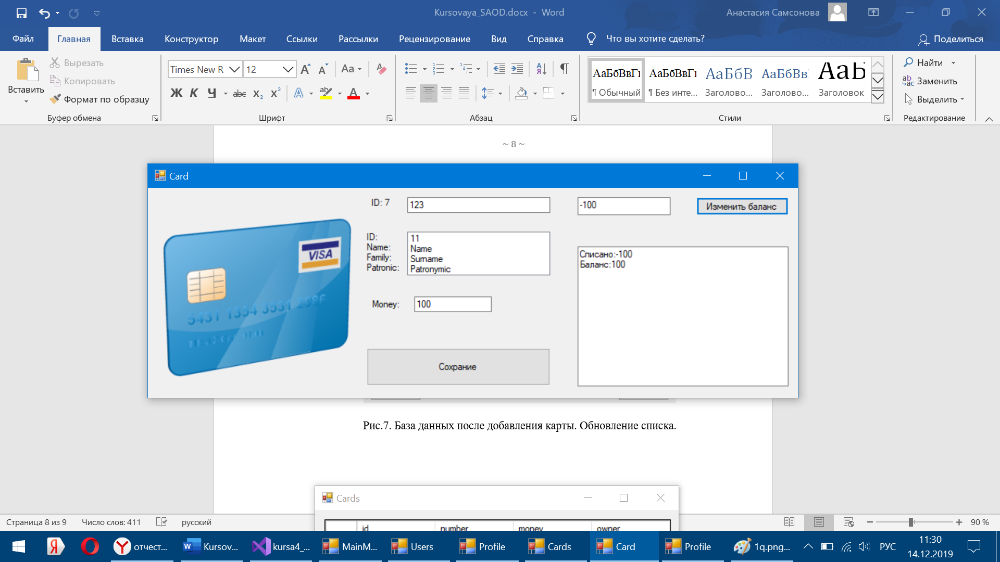 Kursovaya_SAOD.docx - Word
Анастасия Самсонова
Файл Главная Вставка Конструктор Макет Ссылки Рассылки Рецензирование Вид Справка Что вы хотите сделать? Поделиться
Вставить
Вырезать
Копировать
Формат по образцу
Буфер обмена
Times New R 12
Шрифт
Абзац
АаБбВвГг АаБбВвГг АаБбВ АаБбВв АаБ
¶ Обычный ¶ Без инте... Заголово... Заголово... Заголовок
Стили
Найти
Заменить
Выделить
Редактирование
~ 8 ~
Card
ID: 7 123 -100 Изменить баланс
ID: 11
Name: Name
Family: Surname
Patronic: Patronymic
Money: 100
Сохрание
Списано:-100
Баланс:100
VISA
5431 1354 3531 2086
Рис.7. База данных после добавления карты. Обновление списка.
Cards
id number money owner
Страница 8 из 9 Число слов: 411 русский 90 %
отчест... Kursov... kursa4_... MainM... Users Profile Cards Card Profile 1q.png... РУС
11:30
14.12.2019